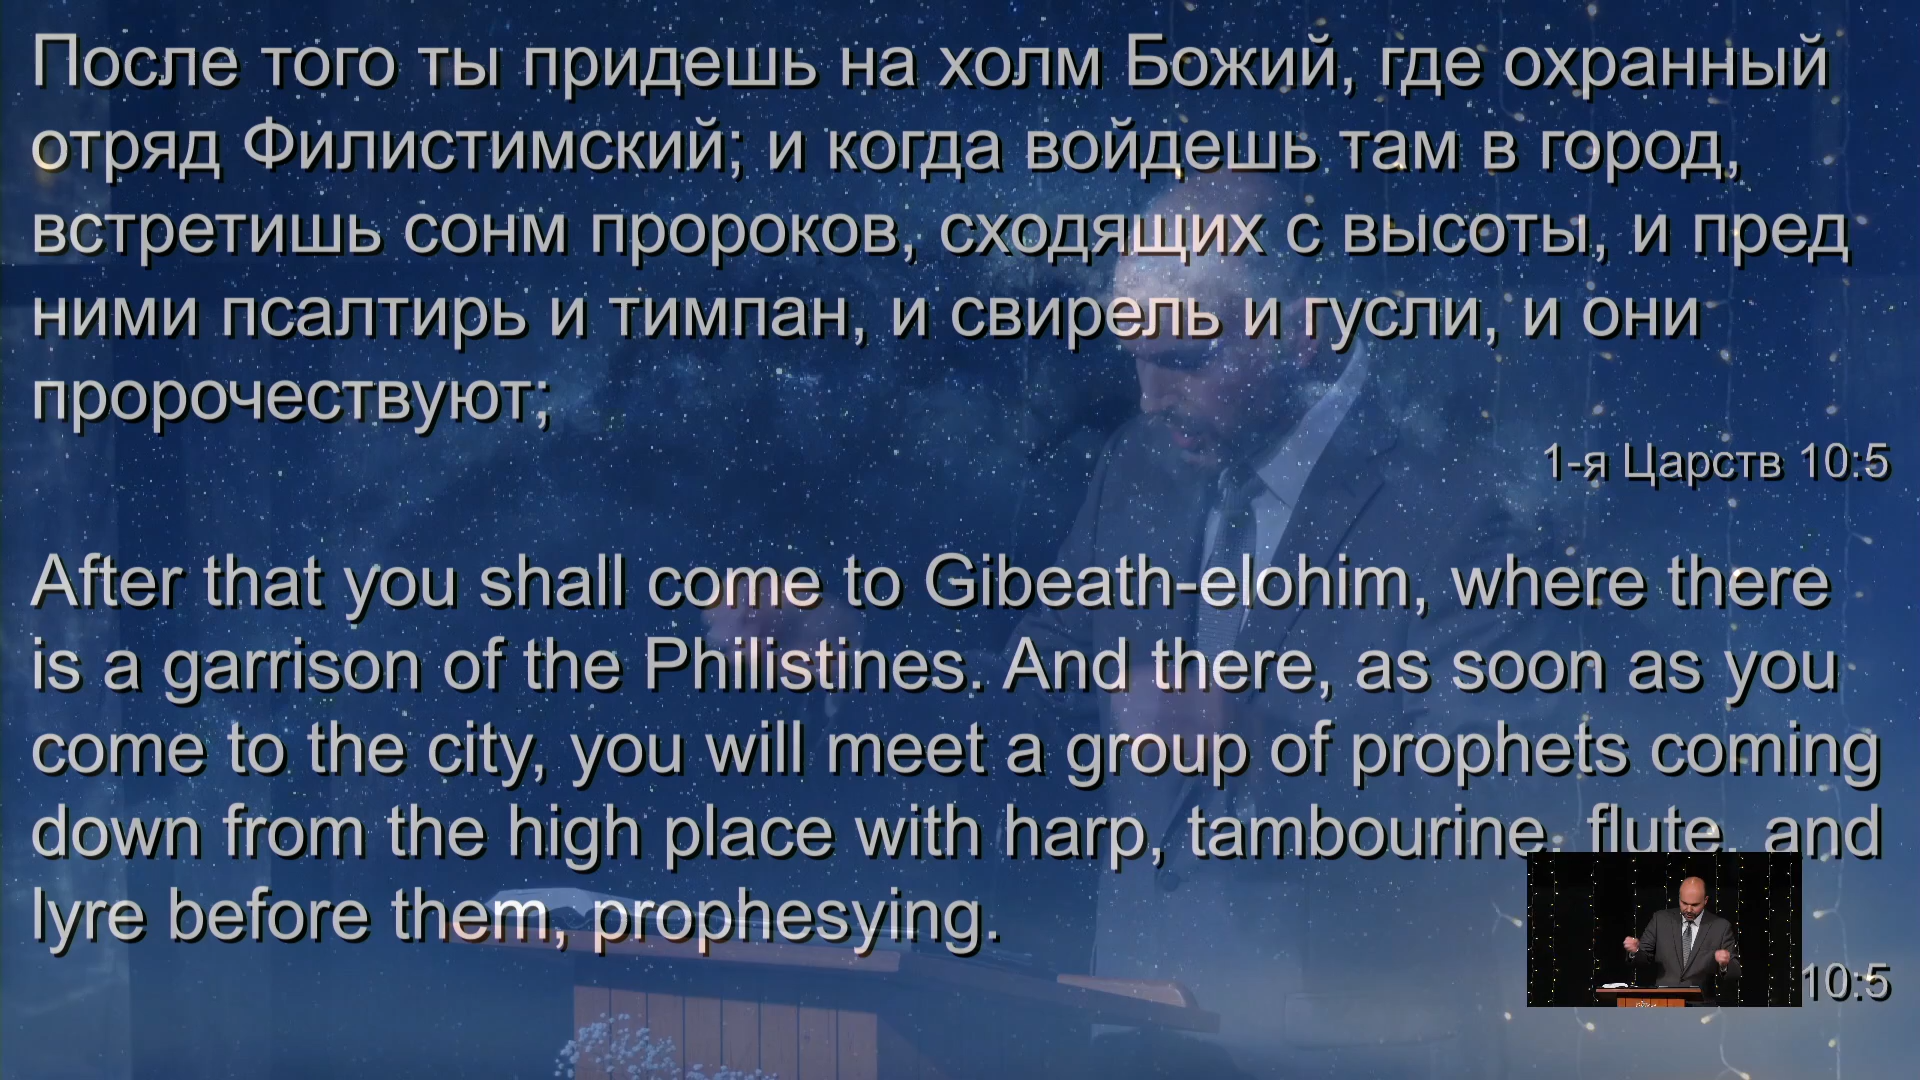 После того ты придешь на холм Божий, где охранный
отряд Филистимский; и когда войдешь там в город,
встретишь сонм пророков, сходящих с высоты, и пред
ними псалтирь и тимпан, и свирель и гусли, и они
пророчествуют;
1-я Царств 10:5
After that you shall come to Gibeath-elohim, where there
is a garrison of the Philistines. And there, as soon as you
come to the city, you will meet a group of prophets coming
down from the high place with harp, tambourine, flute, and
lyre before them, prophesying.
10:5